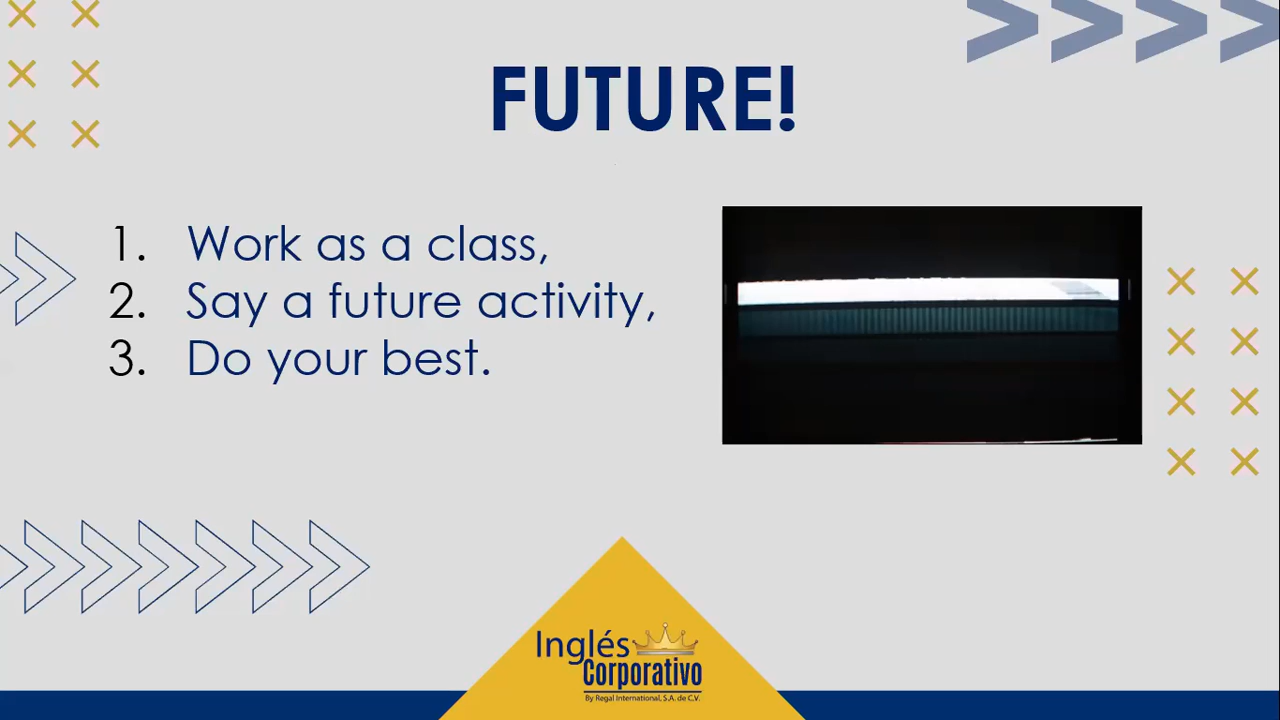 FUTURE!
1. Work as a class,
2. Say a future activity,
3. Do your best.
Inglés
Corporativo
By Regal International, S.A. de C.V.